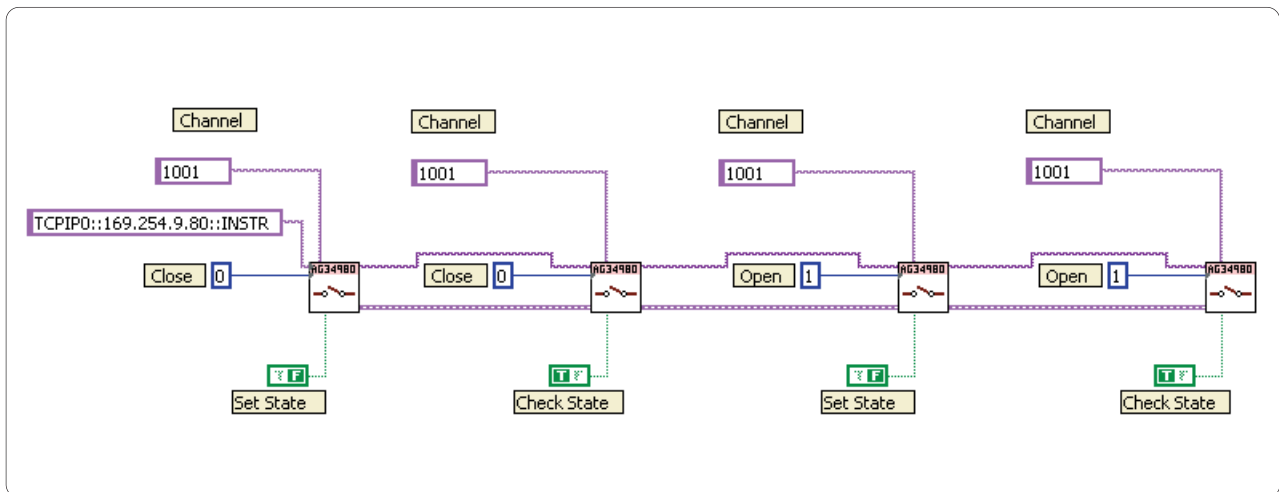 Channel
Channel
Channel
Channel
1001
1001
1001
1001
TCPIP0::169.254.9.80::INSTR
AG34980
AG34980
AG34980
AG34980
Close 0
Close 0
Open 1
Open 1
F
T
F
T
Set State
Check State
Set State
Check State